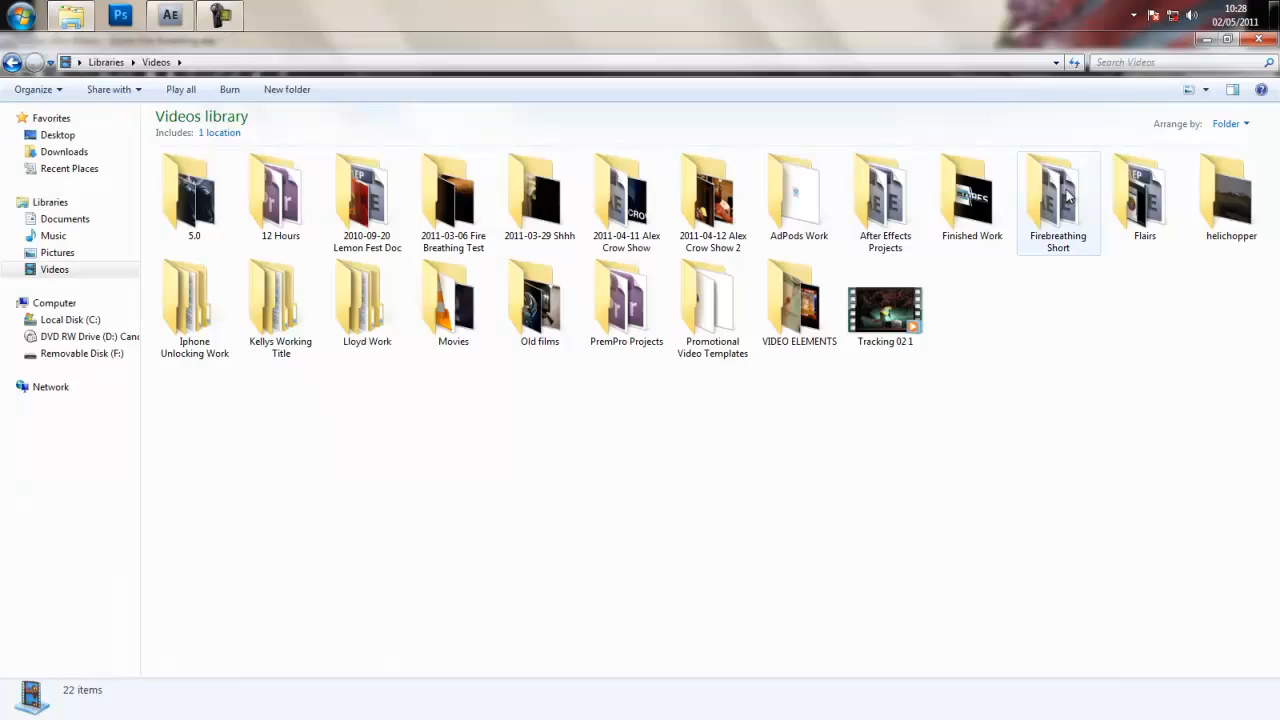 Ps
AE
10:28
02/05/2011
Libraries
Videos
Search Videos
Organize
Share with
Play all
Burn
New folder
Favorites
Desktop
Downloads
Recent Places
Libraries
Documents
Music
Pictures
Videos
Computer
Local Disk (C:)
DVD RW Drive (D:) Cano
Removable Disk (F:)
Network
Videos library
Includes: 1 location
Arrange by: Folder
5.0
12 Hours
2010-09-20
Lemon Fest Doc
2011-03-06 Fire
Breathing Test
2011-03-29 Shhh
2011-04-11 Alex
Crow Show
2011-04-12 Alex
Crow Show 2
AdPods Work
After Effects
Projects
Finished Work
Firebreathing
Short
Flairs
helichopper
Iphone
Unlocking Work
Kellys Working
Title
Lloyd Work
Movies
Old films
PremPro Projects
Promotional
Video Templates
VIDEO ELEMENTS
Tracking 02 1
22 items